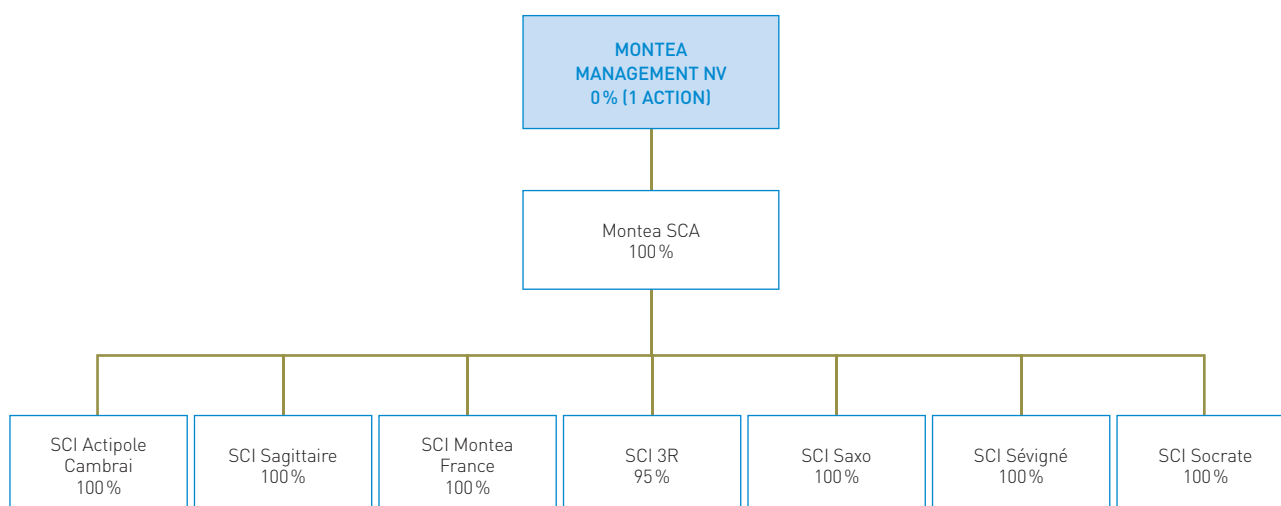 MONTEA
MANAGEMENT NV
0 % (1 ACTION)
Montea SCA
100 %
SCI Actipole
Cambrai
100 %
SCI Sagittaire
100 %
SCI Montea
France
100 %
SCI 3R
95 %
SCI Saxo
100 %
SCI Sévigné
100 %
SCI Socrate
100 %